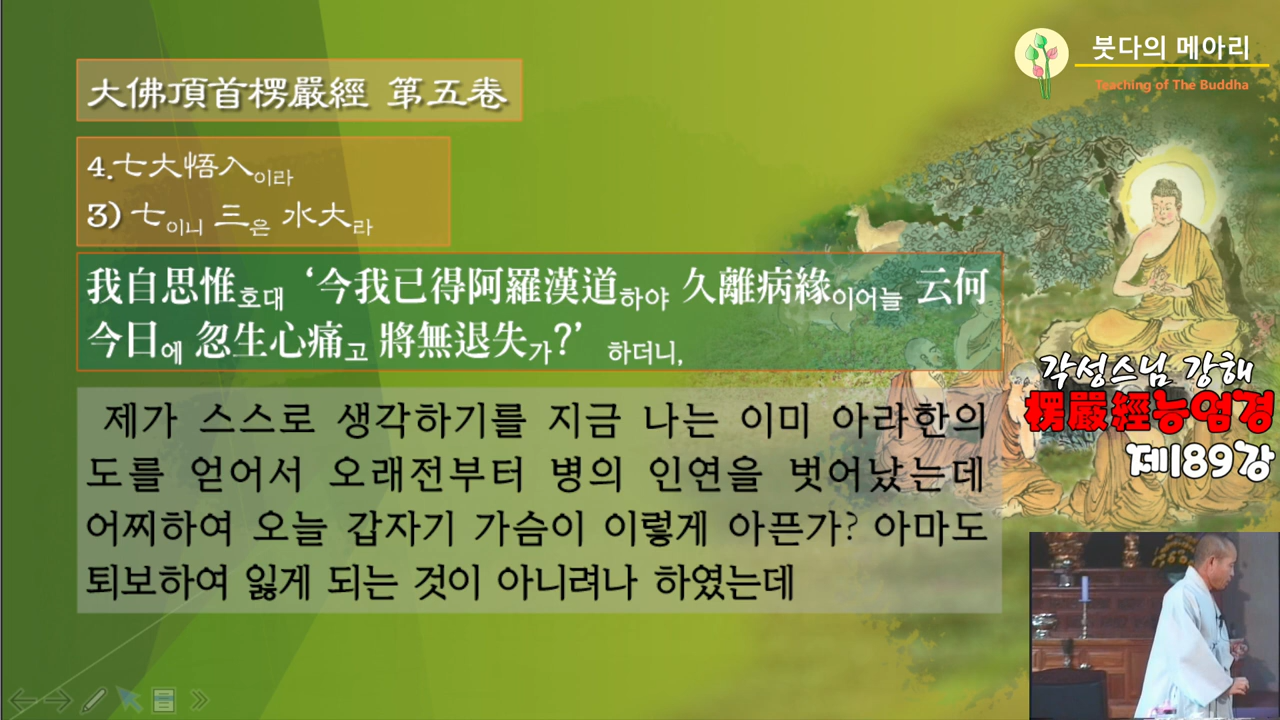 大佛頂首楞嚴經 第五卷
4.七大悟入이라
3) 七이니 三은 水大라
我自思惟호대 ‘今我已得阿羅漢道하야 久離病緣이어늘 云何
今日에 忽生心痛고 將無退失가?’ 하더니,
제가 스스로 생각하기를 지금 나는 이미 아라한의
도를 얻어서 오래전부터 병의 인연을 벗어났는데
어찌하여 오늘 갑자기 가슴이 이렇게 아픈가? 아마도
퇴보하여 잃게 되는 것이 아니려나 하였는데
붓다의 메아리
Teaching of The Buddha
각성스님 강해
楞嚴經능엄경
제189강